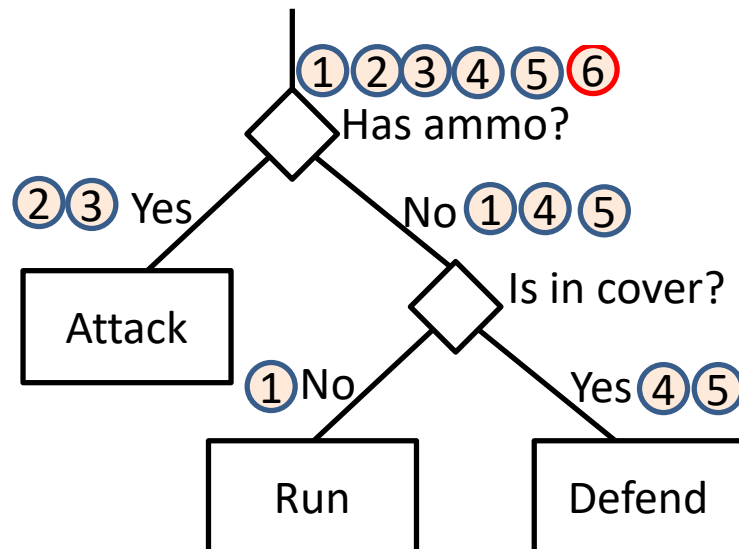 1 2 3 4 5 6
Has ammo?
2 3 Yes
No 1 4 5
Is in cover?
Attack
1 No
Yes 4 5
Run
Defend